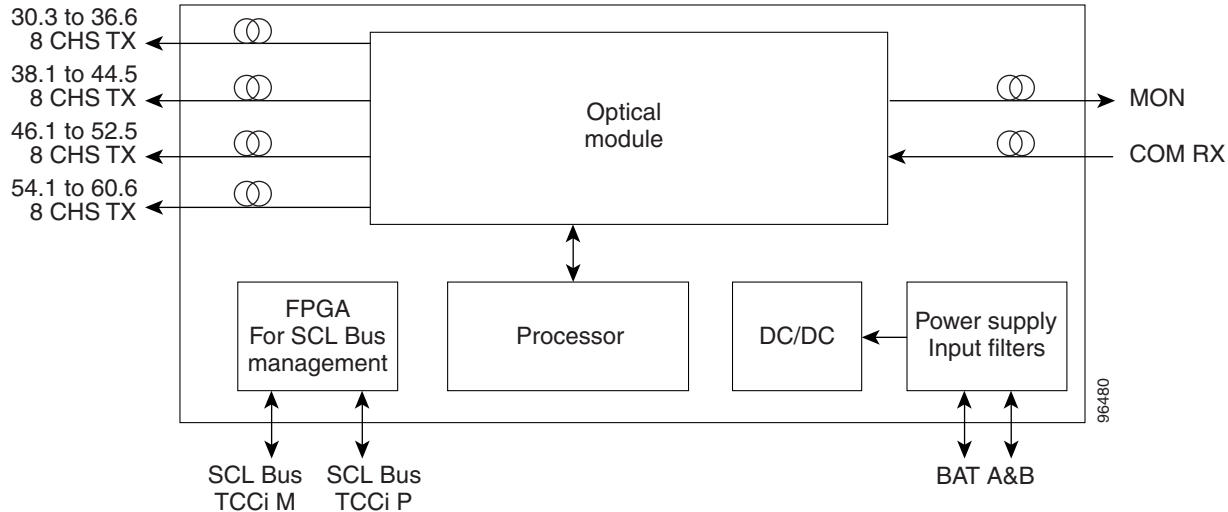 30.3 to 36.6
8 CHS TX
38.1 to 44.5
8 CHS TX
46.1 to 52.5
8 CHS TX
54.1 to 60.6
8 CHS TX
Optical
module
MON
COM RX
FPGA
For SCL Bus
management
Processor
DC/DC
Power supply
Input filters
96480
SCL Bus
TCCi M
SCL Bus
TCCi P
BAT A&B